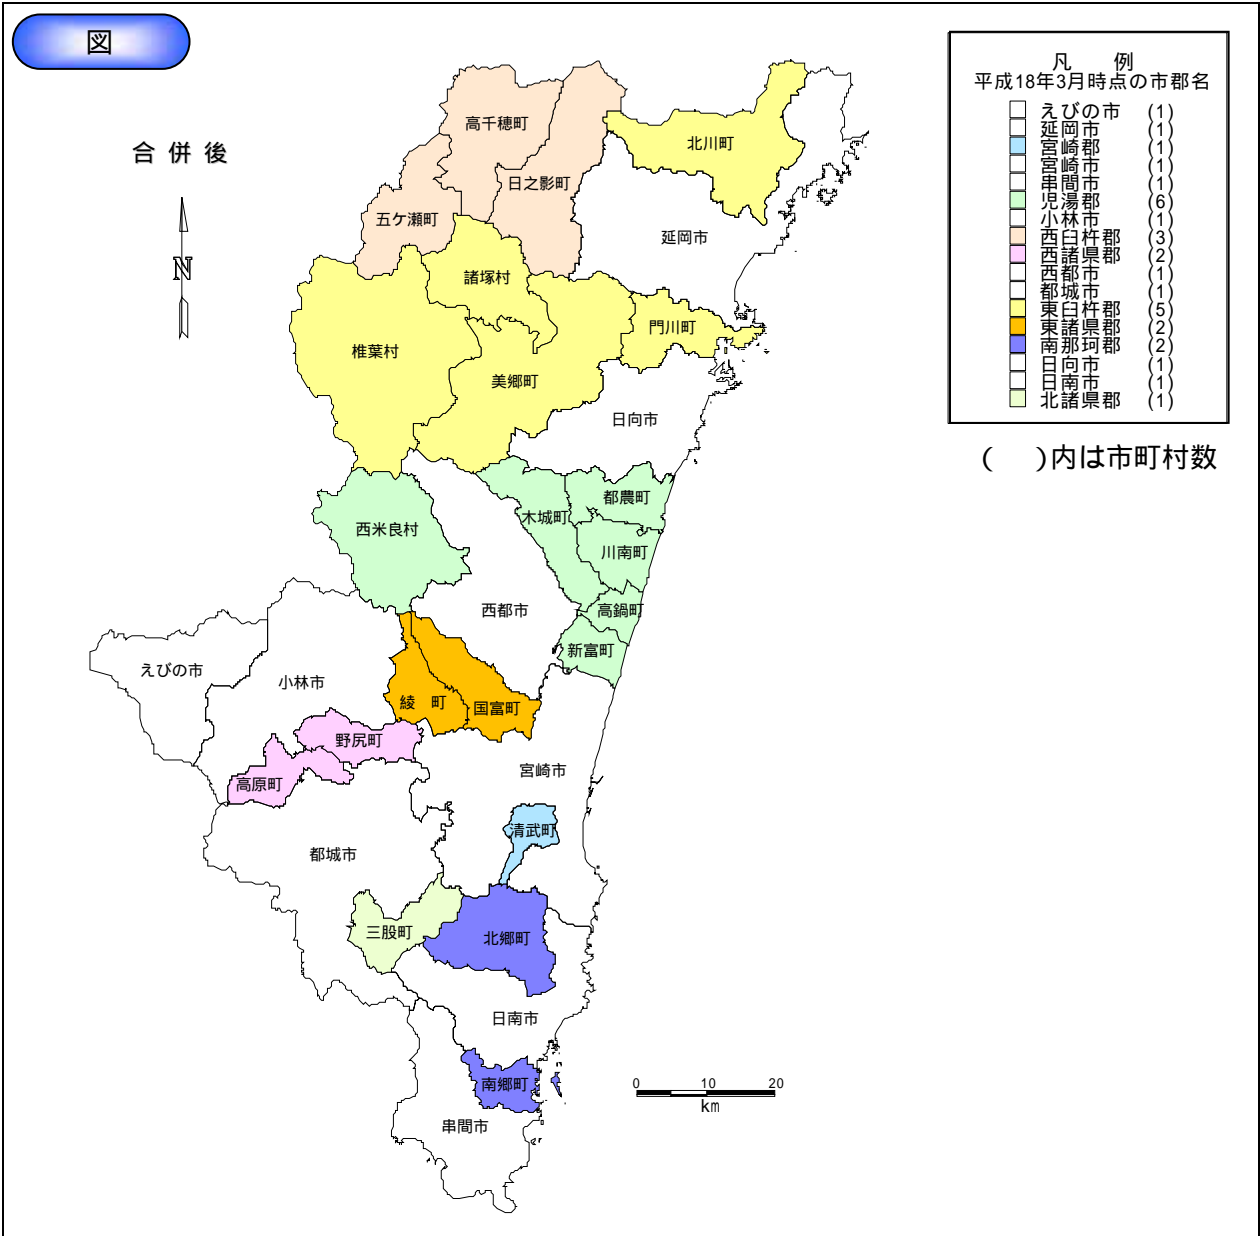 図
合併後
N
凡　例
平成18年3月時点の市郡名
えびの市 (1)
延岡市 (1)
宮崎郡 (1)
宮崎市 (1)
串間市 (1)
児湯郡 (6)
小林市 (1)
西臼杵郡 (3)
西諸県郡 (2)
西都市 (1)
都城市 (1)
東臼杵郡 (5)
東諸県郡 (2)
南那珂郡 (2)
日向市 (1)
日南市 (1)
北諸県郡 (1)
(　)内は市町村数
高千穂町
北川町
日之影町
五ケ瀬町
延岡市
諸塚村
門川町
椎葉村
美郷町
日向市
都農町
木城町
西米良村
川南町
西都市
高鍋町
新富町
えびの市
小林市
綾　町
国富町
野尻町
宮崎市
高原町
清武町
都城市
三股町
北郷町
日南市
南郷町
串間市
0 10 20
km